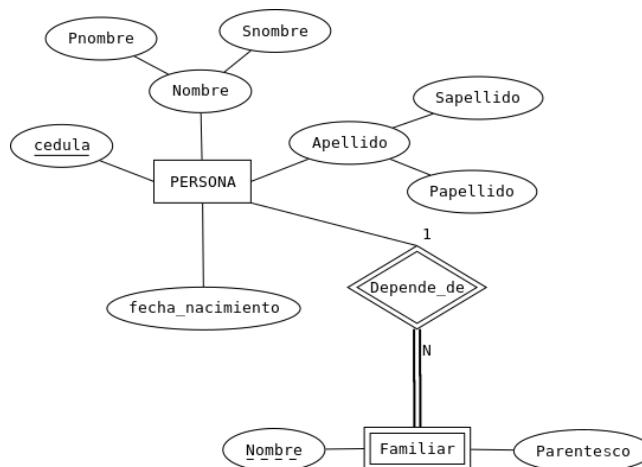 Pnombre
Snombre
Nombre
Sapellido
cedula
Apellido
PERSONA
Papellido
1
Depende_de
fecha_nacimiento
N
Nombre
Familiar
Parentesco